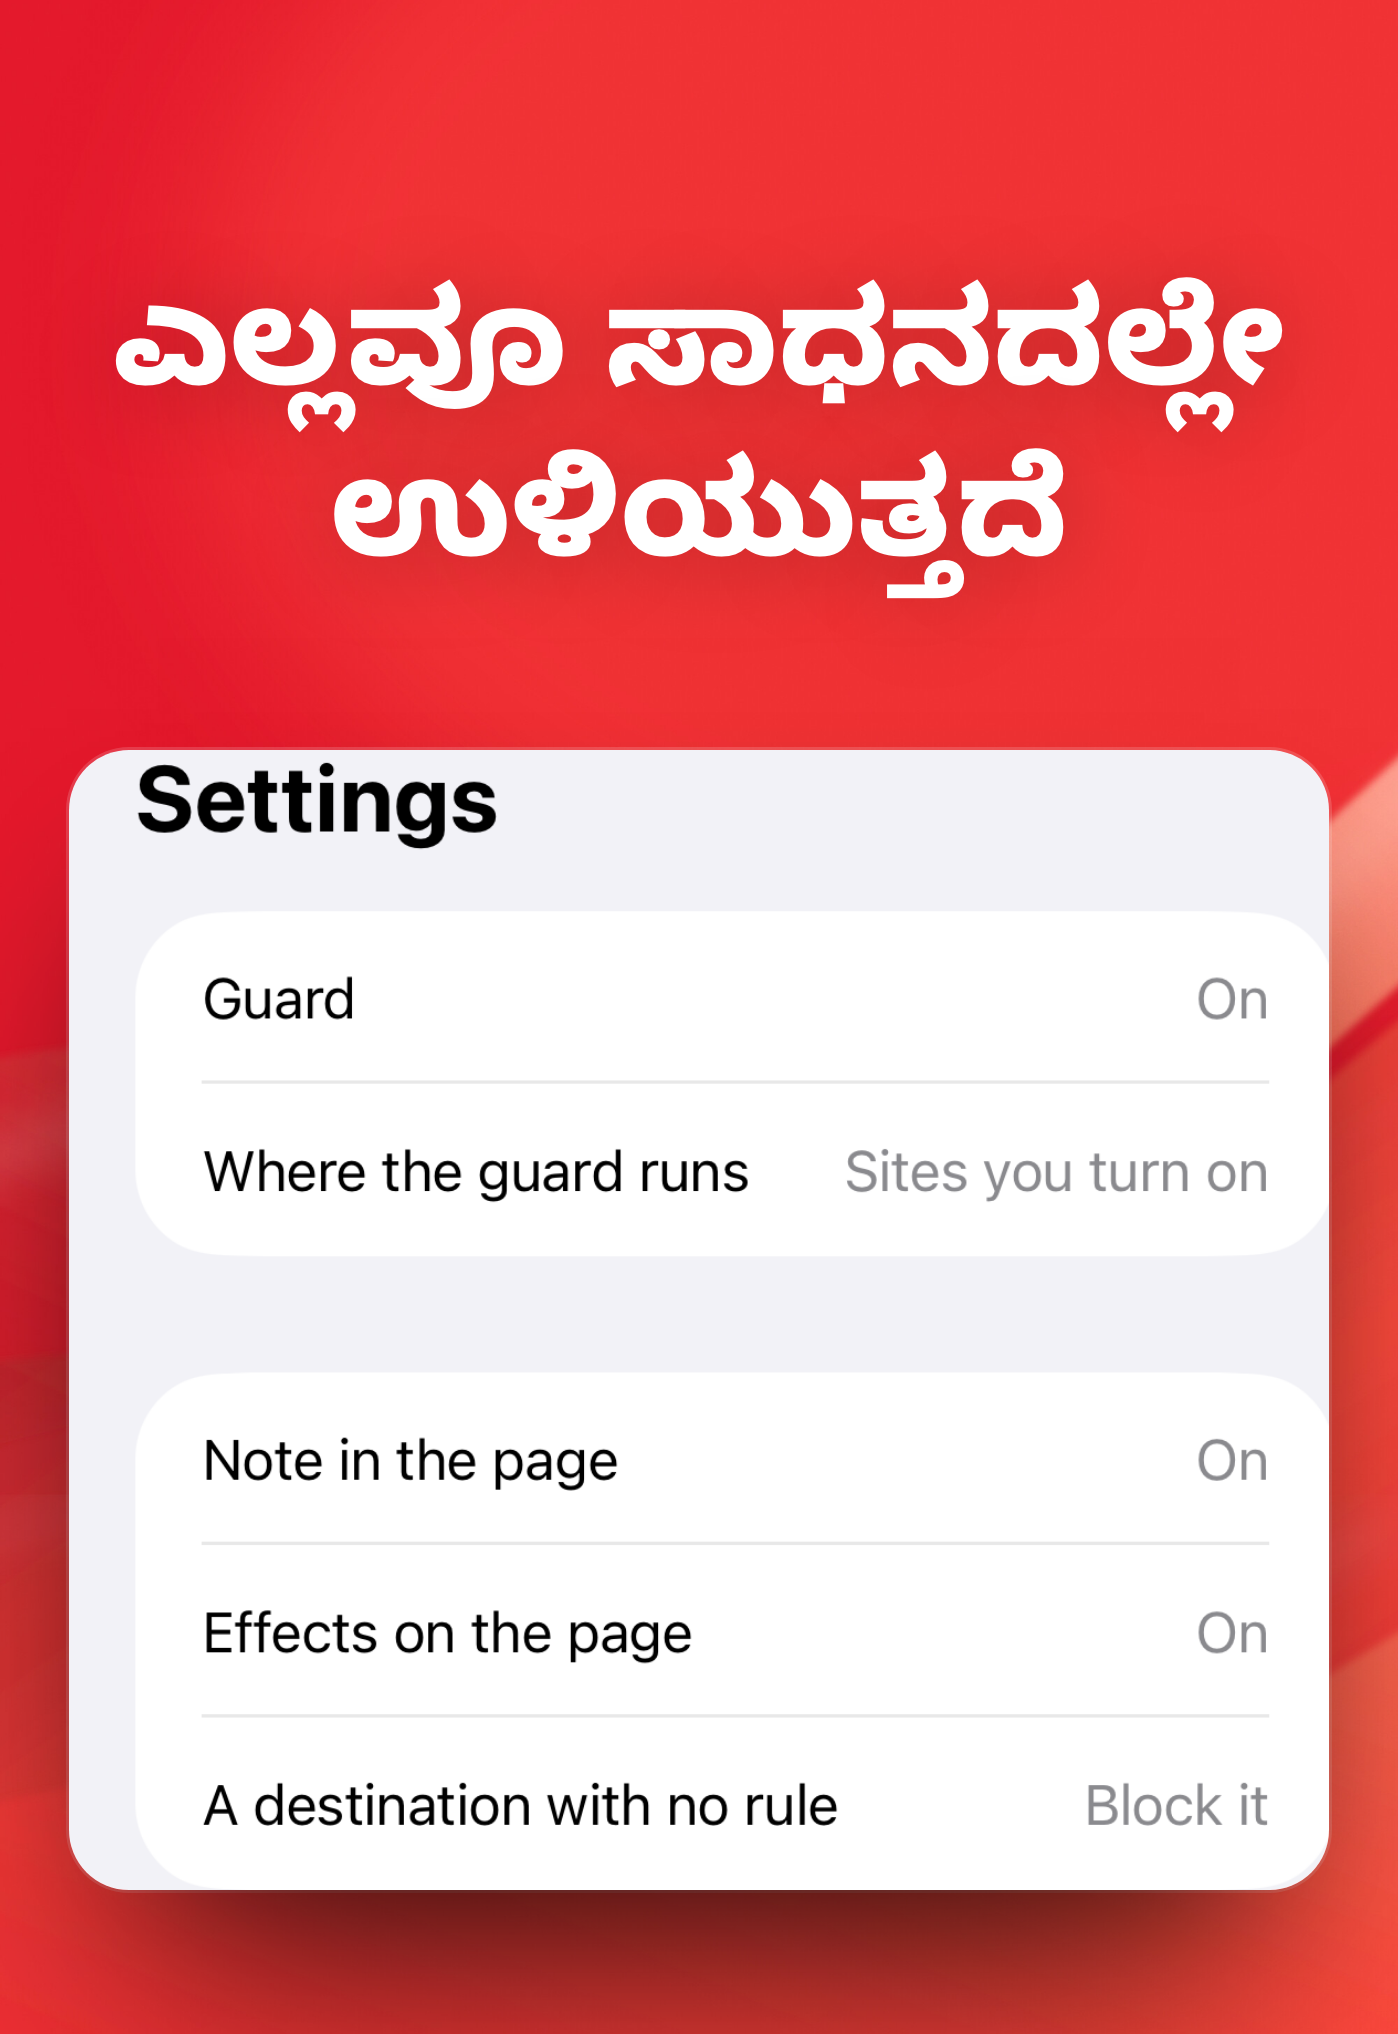 ಎಲ್ಲವೂ ಸಾಧನದಲ್ಲೇ
ಉಳಿಯುತ್ತದೆ
Settings
Guard On
Where the guard runs Sites you turn on
Note in the page On
Effects on the page On
A destination with no rule Block it